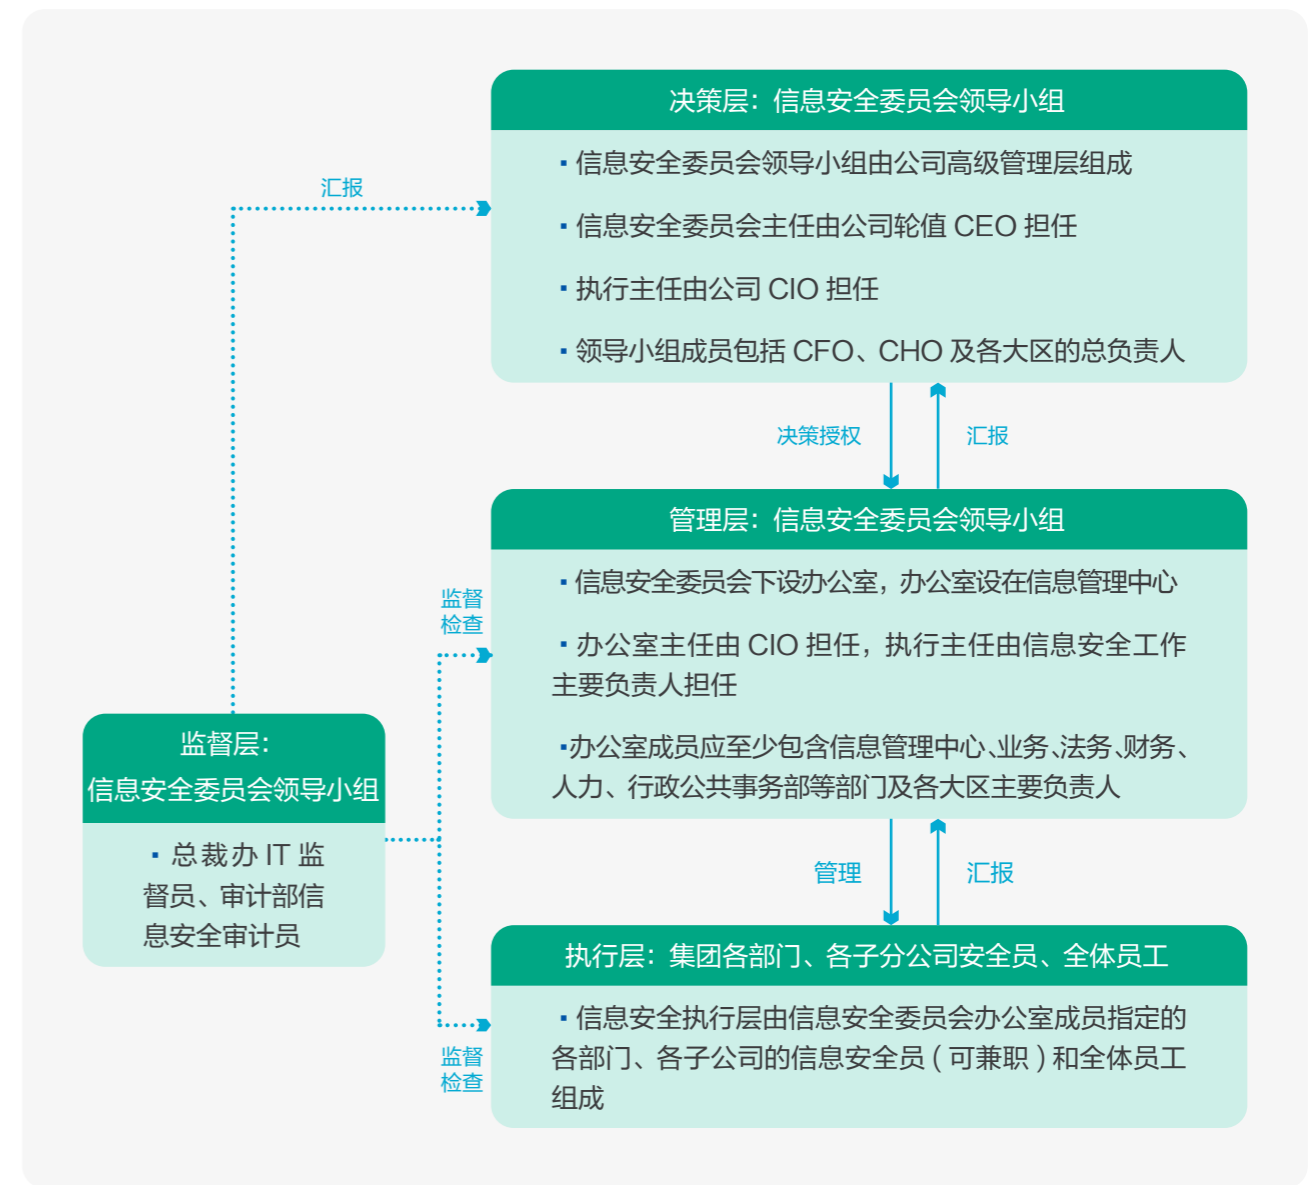 决策层：信息安全委员会领导小组
▪信息安全委员会领导小组由公司高级管理层组成
▪信息安全委员会主任由公司轮值 CEO 担任
▪执行主任由公司 CIO 担任
▪领导小组成员包括 CFO、CHO 及各大区的总负责人
汇报
决策授权
汇报
管理层：信息安全委员会领导小组
▪信息安全委员会下设办公室，办公室设在信息管理中心
▪办公室主任由 CIO 担任，执行主任由信息安全工作
主要负责人担任
▪办公室成员应至少包含信息管理中心、业务、法务、财务、
人力、行政公共事务部等部门及各大区主要负责人
监督
检查
监督层：
信息安全委员会领导小组
▪总裁办 IT 监
督员、审计部信
息安全审计员
管理
汇报
执行层：集团各部门、各子分公司安全员、全体员工
▪信息安全执行层由信息安全委员会办公室成员指定的
各部门、各子公司的信息安全员（可兼职）和全体员工
组成
监督
检查